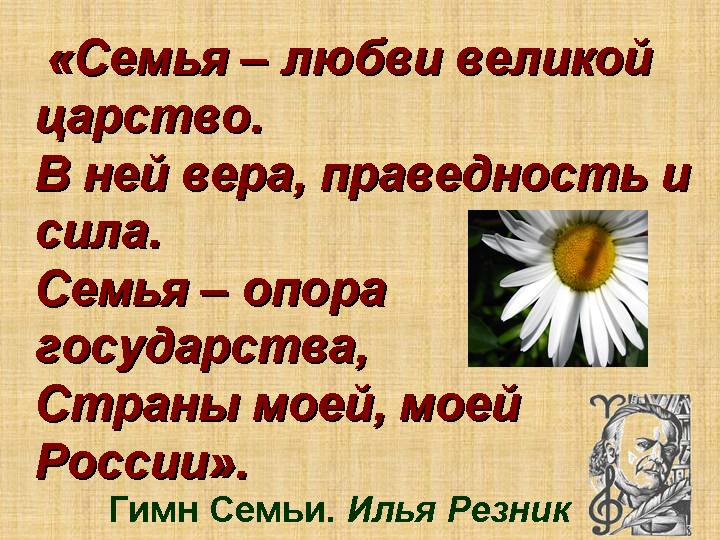 «Семья – любви великой
царство.
В ней вера, праведность и
сила.
Семья – опора
государства,
Страны моей, моей
России».
Гимн Семьи. Илья Резник